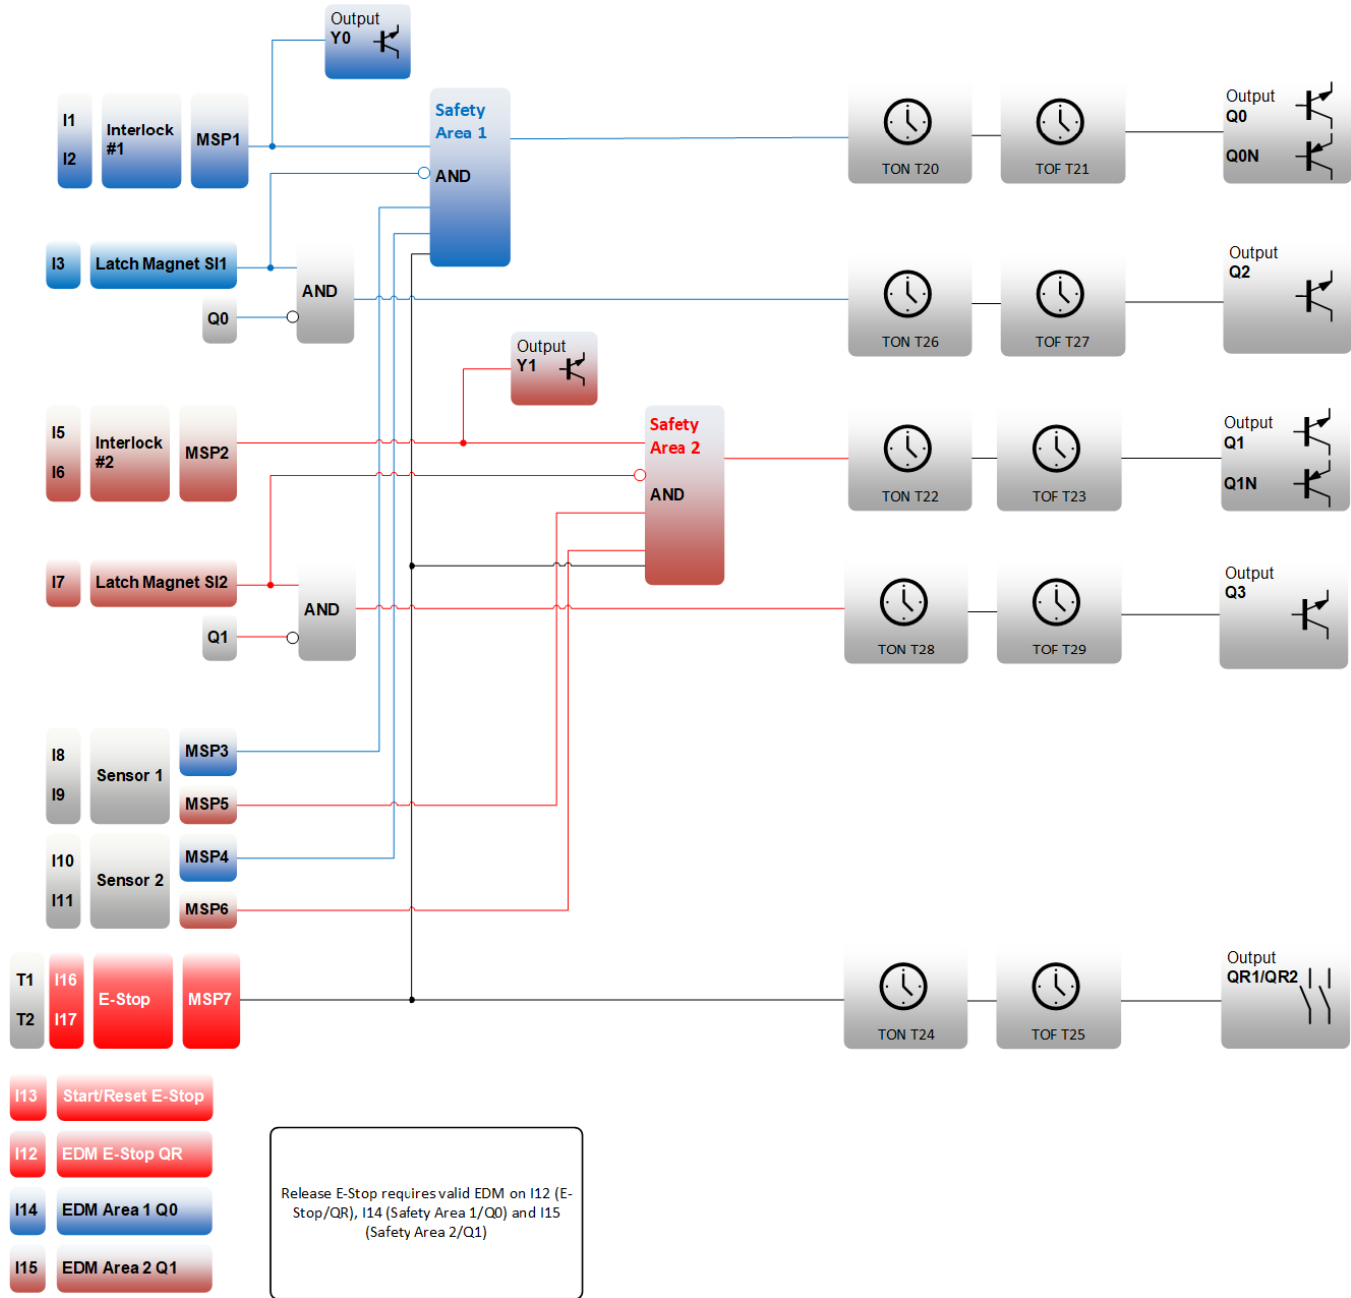 Output
Y0
I1
I2
Interlock
#1
MSP1
Safety
Area 1
AND
TON T20
TOF T21
Output
Q0
Q0N
I3
Latch Magnet SI1
Q0
AND
TON T26
TOF T27
Output
Q2
Output
Y1
I5
I6
Interlock
#2
MSP2
Safety
Area 2
AND
TON T22
TOF T23
Output
Q1
Q1N
I7
Latch Magnet SI2
Q1
AND
TON T28
TOF T29
Output
Q3
I8
I9
Sensor 1
MSP3
MSP5
I10
I11
Sensor 2
MSP4
MSP6
T1
T2
I16
I17
E-Stop
MSP7
TON T24
TOF T25
Output
QR1/QR2
I13
Start/Reset E-Stop
I12
EDM E-Stop QR
I14
EDM Area 1 Q0
I15
EDM Area 2 Q1
Release E-Stop requires valid EDM on I12 (E-
Stop/QR), I14 (Safety Area 1/Q0) and I15
(Safety Area 2/Q1)